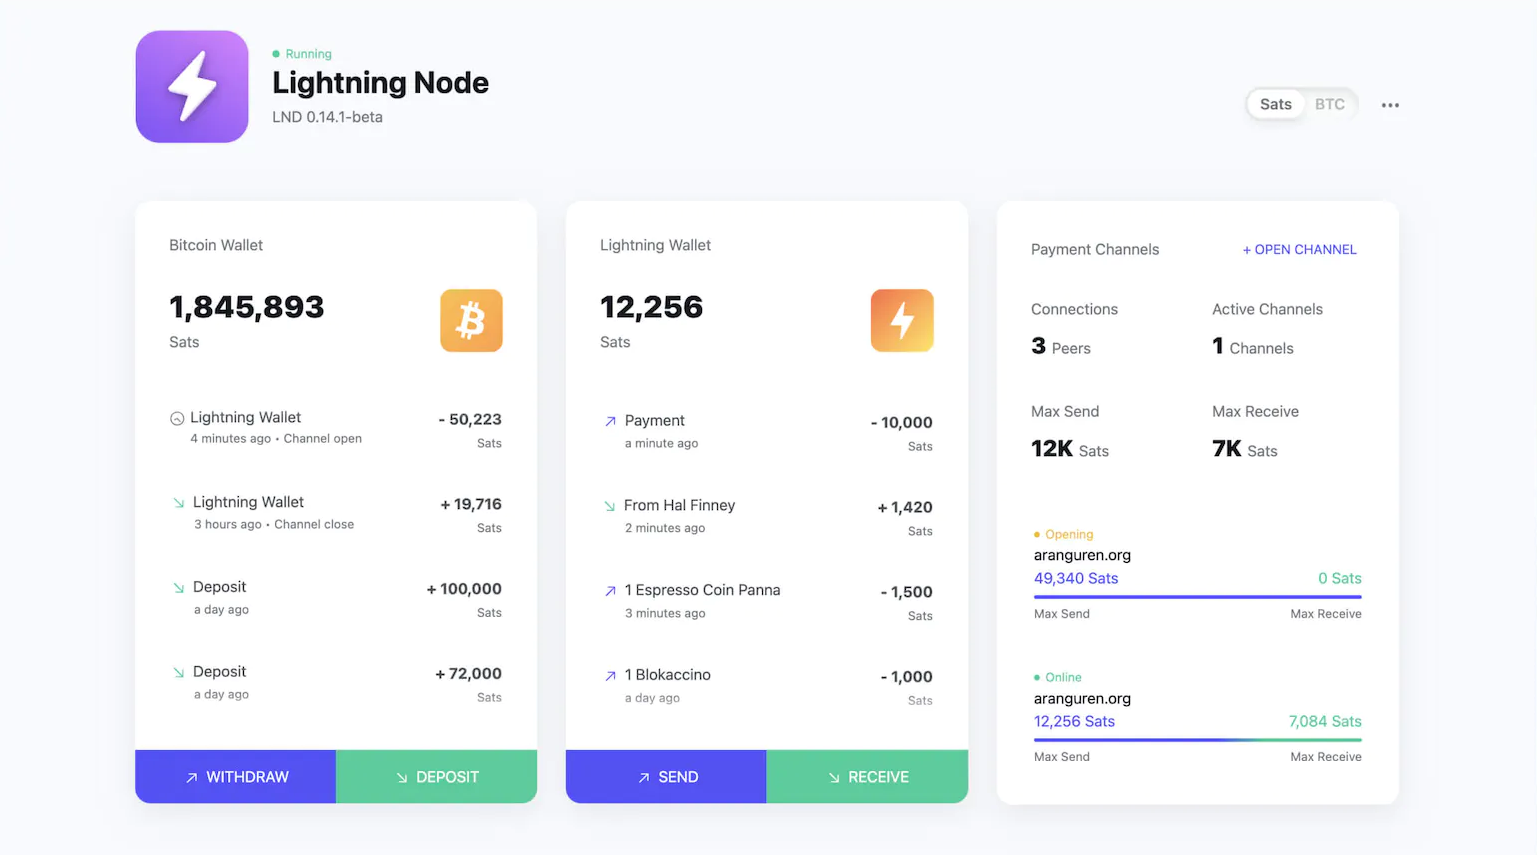 Running
Lightning Node
LND 0.14.1-beta
Sats BTC
Bitcoin Wallet
1,845,893
Sats
Lightning Wallet - 50,223
4 minutes ago • Channel open Sats
Lightning Wallet + 19,716
3 hours ago • Channel close Sats
Deposit + 100,000
a day ago Sats
Deposit + 72,000
a day ago Sats
WITHDRAW DEPOSIT
Lightning Wallet
12,256
Sats
Payment - 10,000
a minute ago Sats
From Hal Finney + 1,420
2 minutes ago Sats
1 Espresso Coin Panna - 1,500
3 minutes ago Sats
1 Blokaccino - 1,000
a day ago Sats
SEND RECEIVE
Payment Channels + OPEN CHANNEL
Connections Active Channels
3 Peers 1 Channels
Max Send Max Receive
12K Sats 7K Sats
Opening
aranguren.org
49,340 Sats 0 Sats
Max Send Max Receive
Online
aranguren.org
12,256 Sats 7,084 Sats
Max Send Max Receive